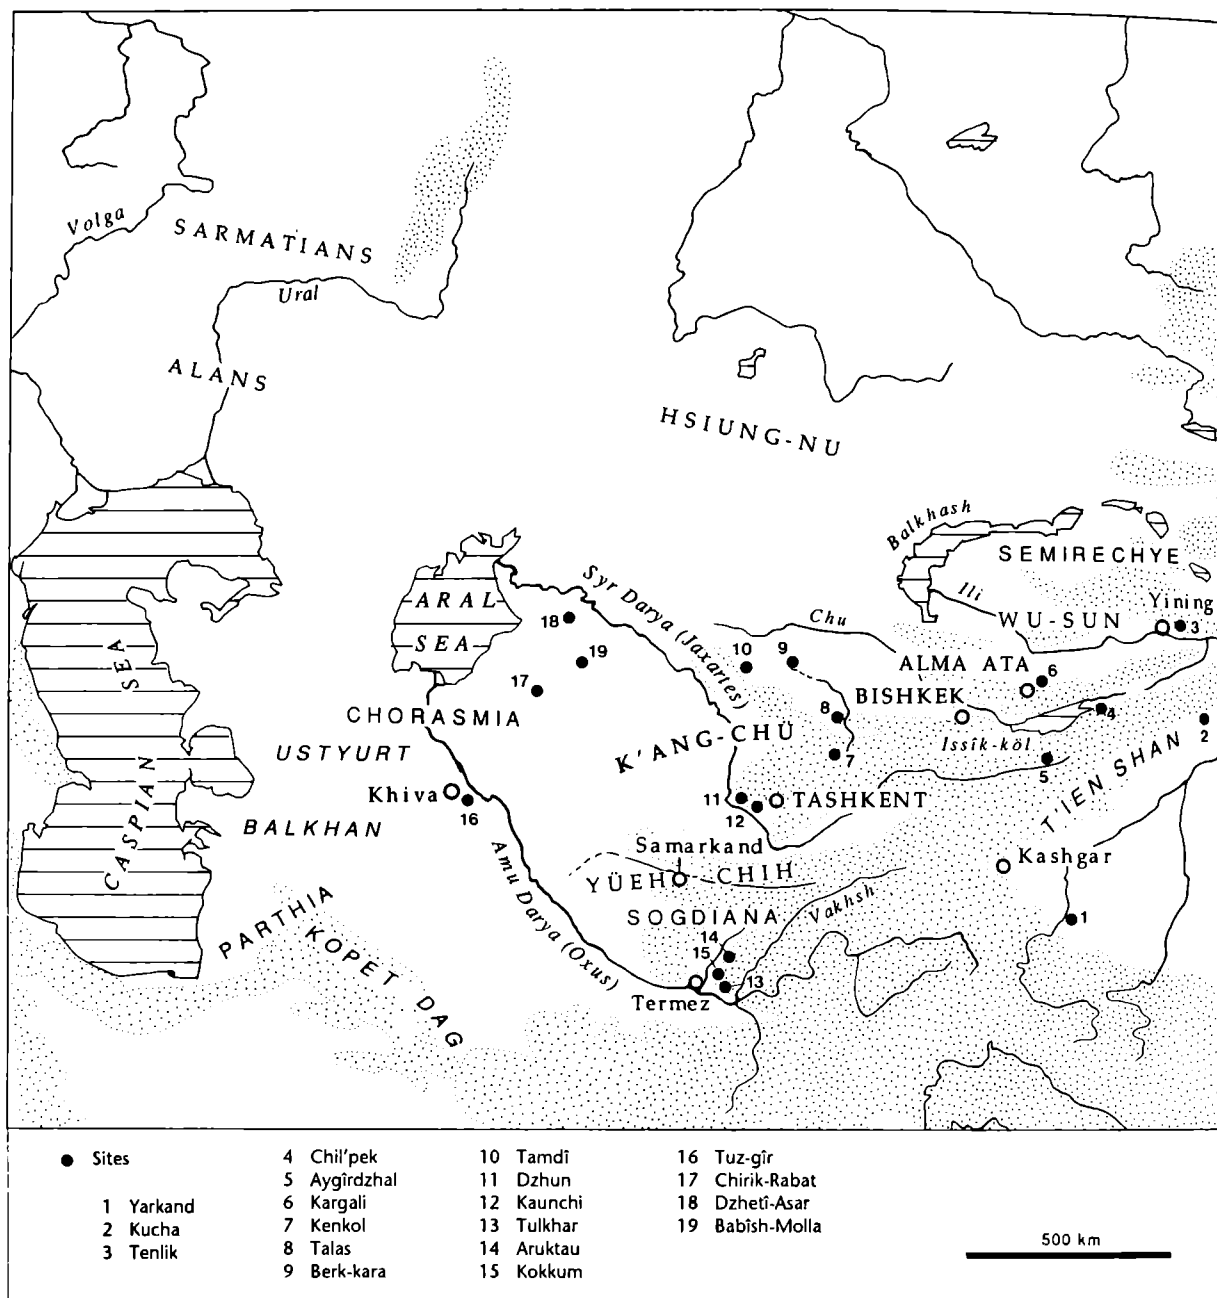 Volga
SARMATIANS
Ural
ALANS
HSIUNG-NU
Balkhash
SEMIRECHYE
Syr Darya (Jaxartes)
ARAL
SEA
Ili
Yining
WU-SUN
3
Chu
18
19
10
9
ALMA ATA
6
17
BISHKEK
8
4
2
CHORASMIA
K'ANG-CHÜ
Issîk-köl
7
5
USTYURT
TIEN SHAN
Khiva
16
11
12
TASHKENT
CASPIAN
SEA
BALKHAN
Samarkand
Kashgar
YÜEH-CHIH
Amu Darya (Oxus)
SOGDIANA
Vakhsh
1
PARTHIA
KOPET DAG
14
15
13
Termez
Sites
1 Yarkand
2 Kucha
3 Tenlik
4 Chil'pek
5 Aygîrdzhal
6 Kargali
7 Kenkol
8 Talas
9 Berk-kara
10 Tamdî
11 Dzhun
12 Kaunchi
13 Tulkhar
14 Aruktau
15 Kokkum
16 Tuz-gîr
17 Chirik-Rabat
18 Dzhetî-Asar
19 Babîsh-Molla
500 km